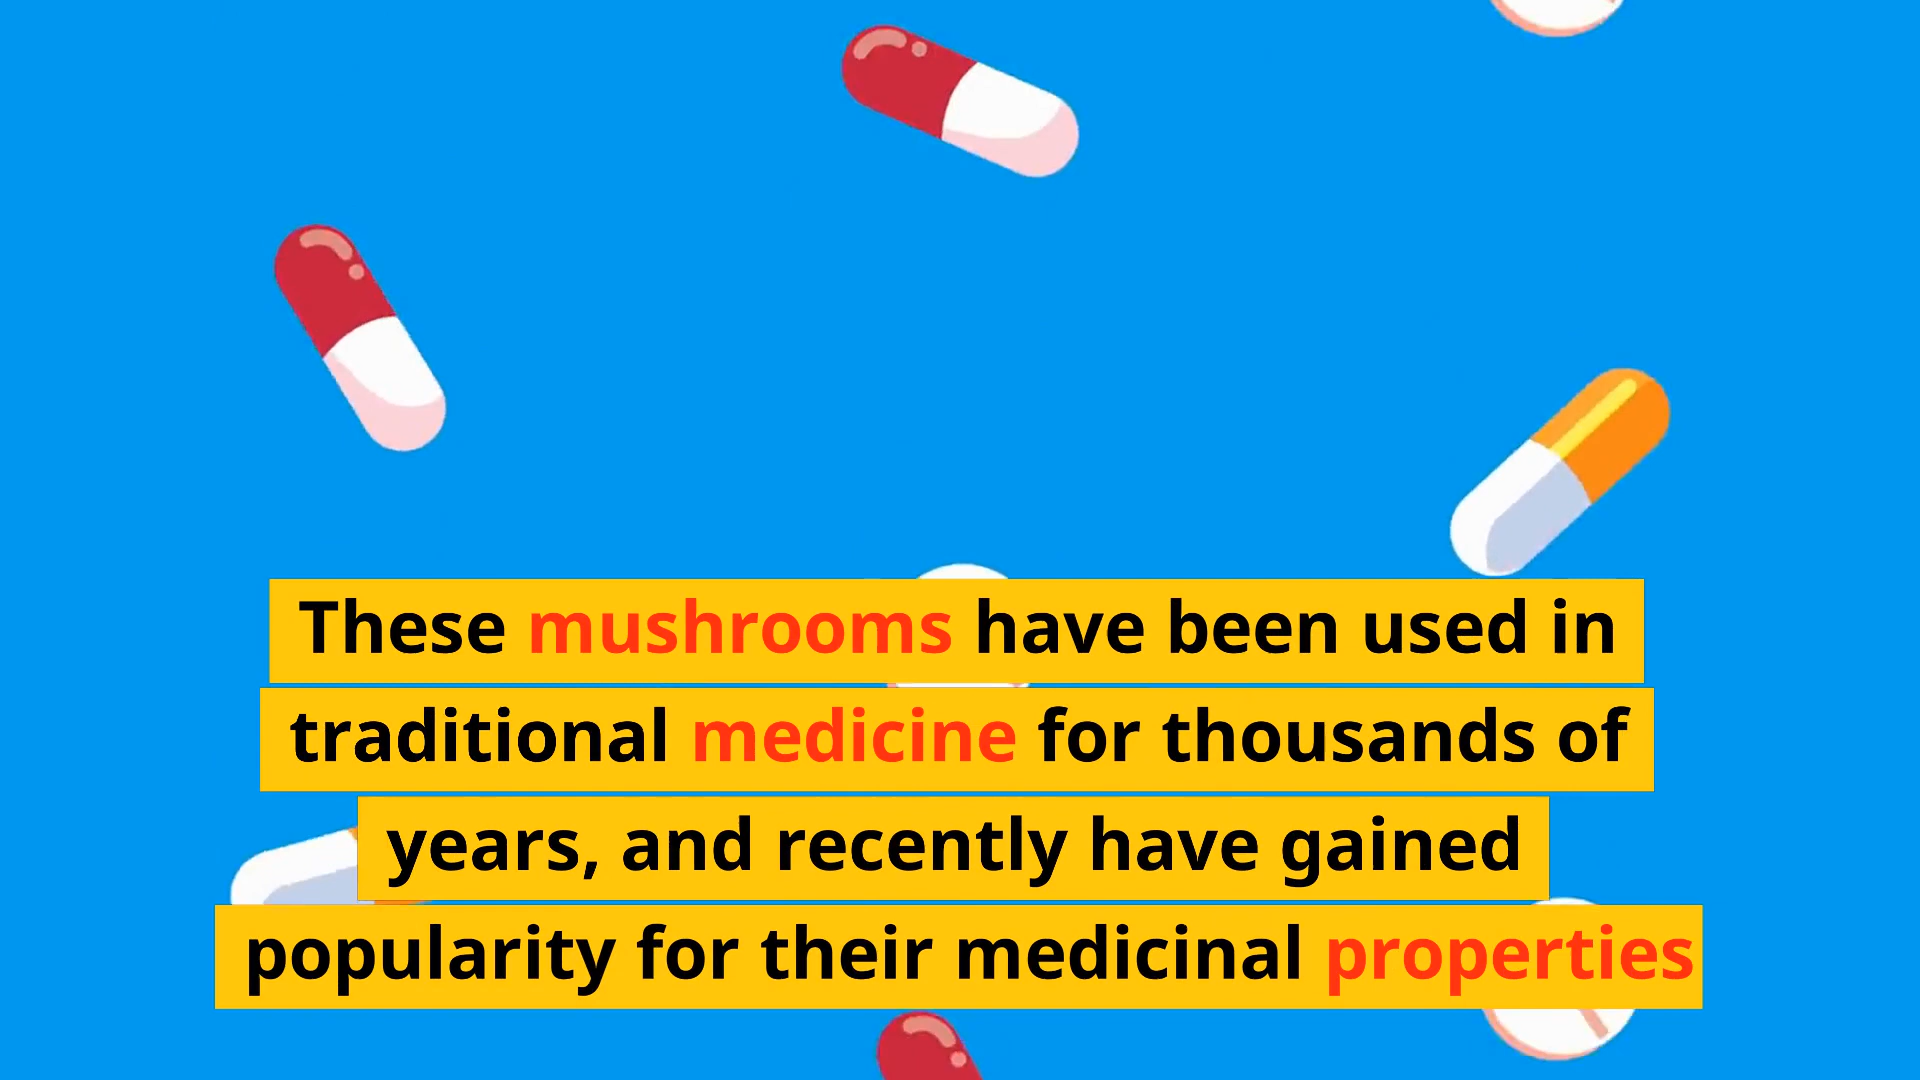 These mushrooms have been used in
traditional medicine for thousands of
years, and recently have gained
popularity for their medicinal properties